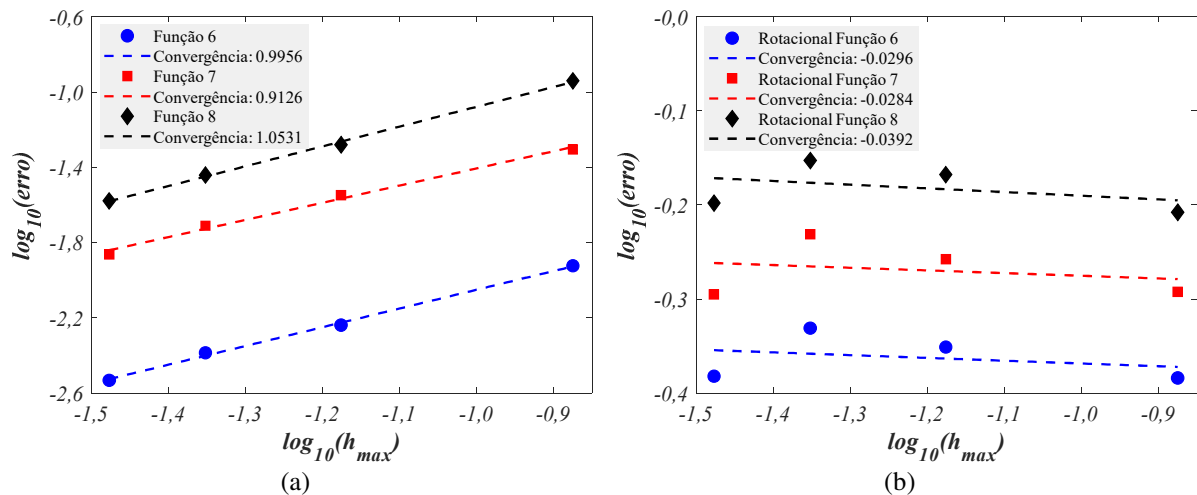 -0,6
-1,0
-1,4
-1,8
-2,2
-2,6
log10(erro)
Função 6
Convergência: 0.9956
Função 7
Convergência: 0.9126
Função 8
Convergência: 1.0531
-1,5 -1,4 -1,3 -1,2 -1,1 -1,0 -0,9
log10(hmax)
(a)
-0,0
-0,1
-0,2
-0,3
-0,4
log10(erro)
Rotacional Função 6
Convergência: -0.0296
Rotacional Função 7
Convergência: -0.0284
Rotacional Função 8
Convergência: -0.0392
-1,5 -1,4 -1,3 -1,2 -1,1 -1,0 -0,9
log10(hmax)
(b)